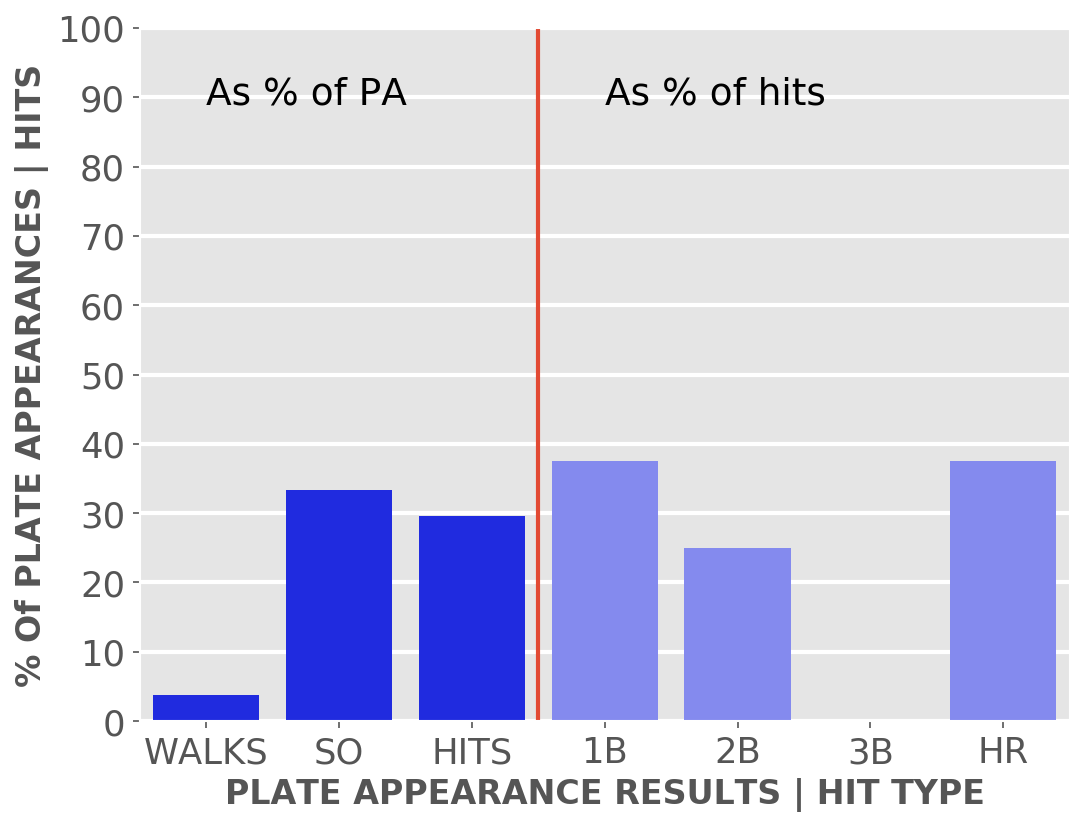 % Of PLATE APPEARANCES | HITS
100
90
80
70
60
50
40
30
20
10
0
As % of PA
As % of hits
WALKS SO HITS 1B 2B 3B HR
PLATE APPEARANCE RESULTS | HIT TYPE